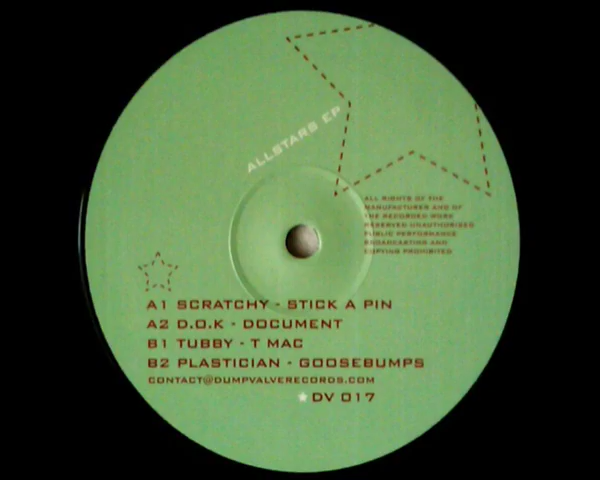 ALLSTARS EP
ALL RIGHTS OF THE
MANUFACTURER AND OF
THE RECORDED WORK
RESERVED UNAUTHORIZED
PUBLIC PERFORMANCE
BROADCASTING AND
COPYING PROHIBITED
A1 SCRATCHY - STICK A PIN
A2 D.O.K - DOCUMENT
B1 TUBBY - T MAC
B2 PLASTICIAN - GOOSEBUMPS
CONTACT@DUMPVALVERECORDS.COM
DV 017